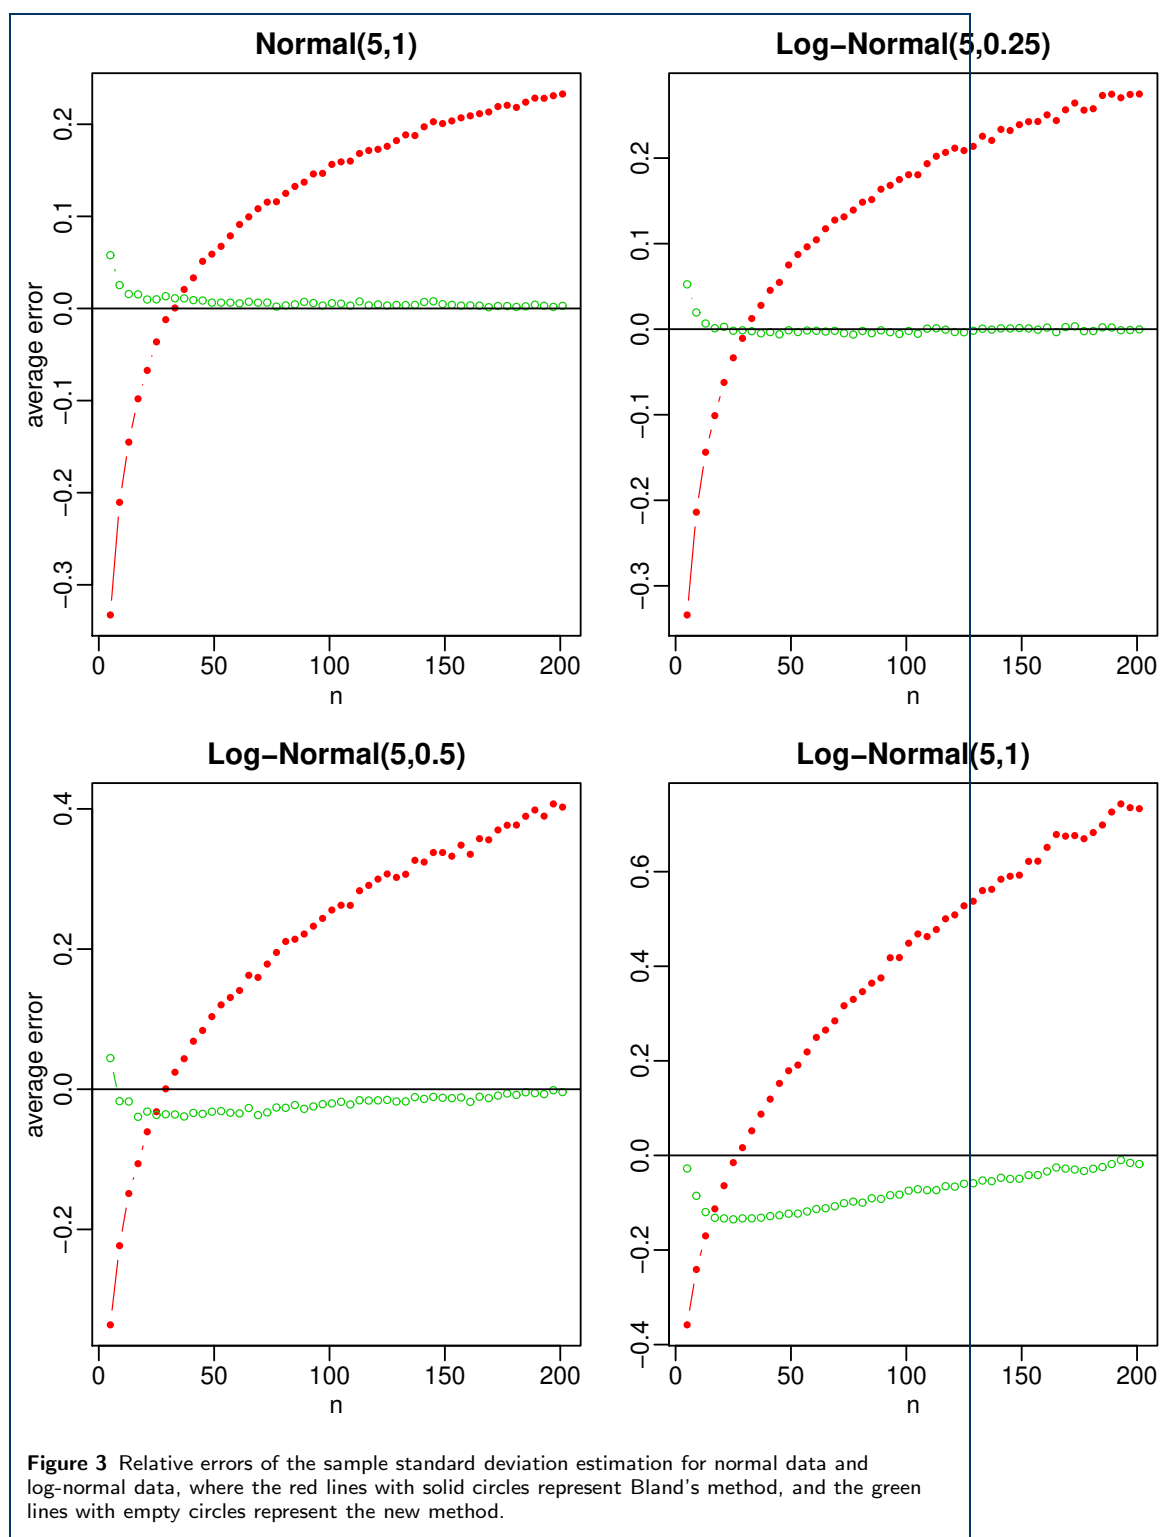 Normal(5,1)
Log−Normal(5,0.25)
average error
0.2
0.1
0.0
−0.1
−0.2
−0.3
0 50 100 150 200
n
0.2
0.1
0.0
−0.1
−0.2
−0.3
0 50 100 150 200
n
Log−Normal(5,0.5)
Log−Normal(5,1)
average error
0.4
0.2
0.0
−0.2
0 50 100 150 200
n
0.6
0.4
0.2
0.0
−0.2
−0.4
0 50 100 150 200
n
Figure 3 Relative errors of the sample standard deviation estimation for normal data and
log-normal data, where the red lines with solid circles represent Bland's method, and the green
lines with empty circles represent the new method.